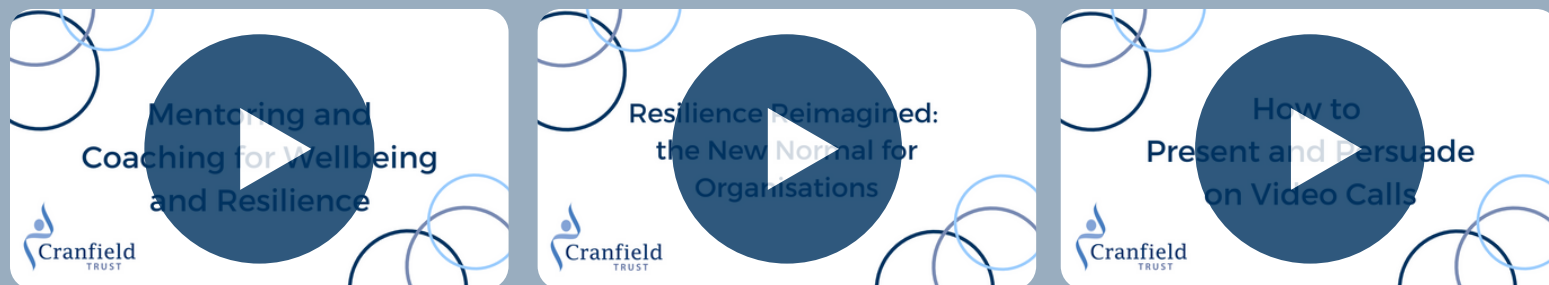 Mentoring and
Coaching for Wellbeing
and Resilience
Cranfield
TRUST
Resilience Reimagined:
the New Normal for
Organisations
Cranfield
TRUST
How to
Present and Persuade
on Video Calls
Cranfield
TRUST